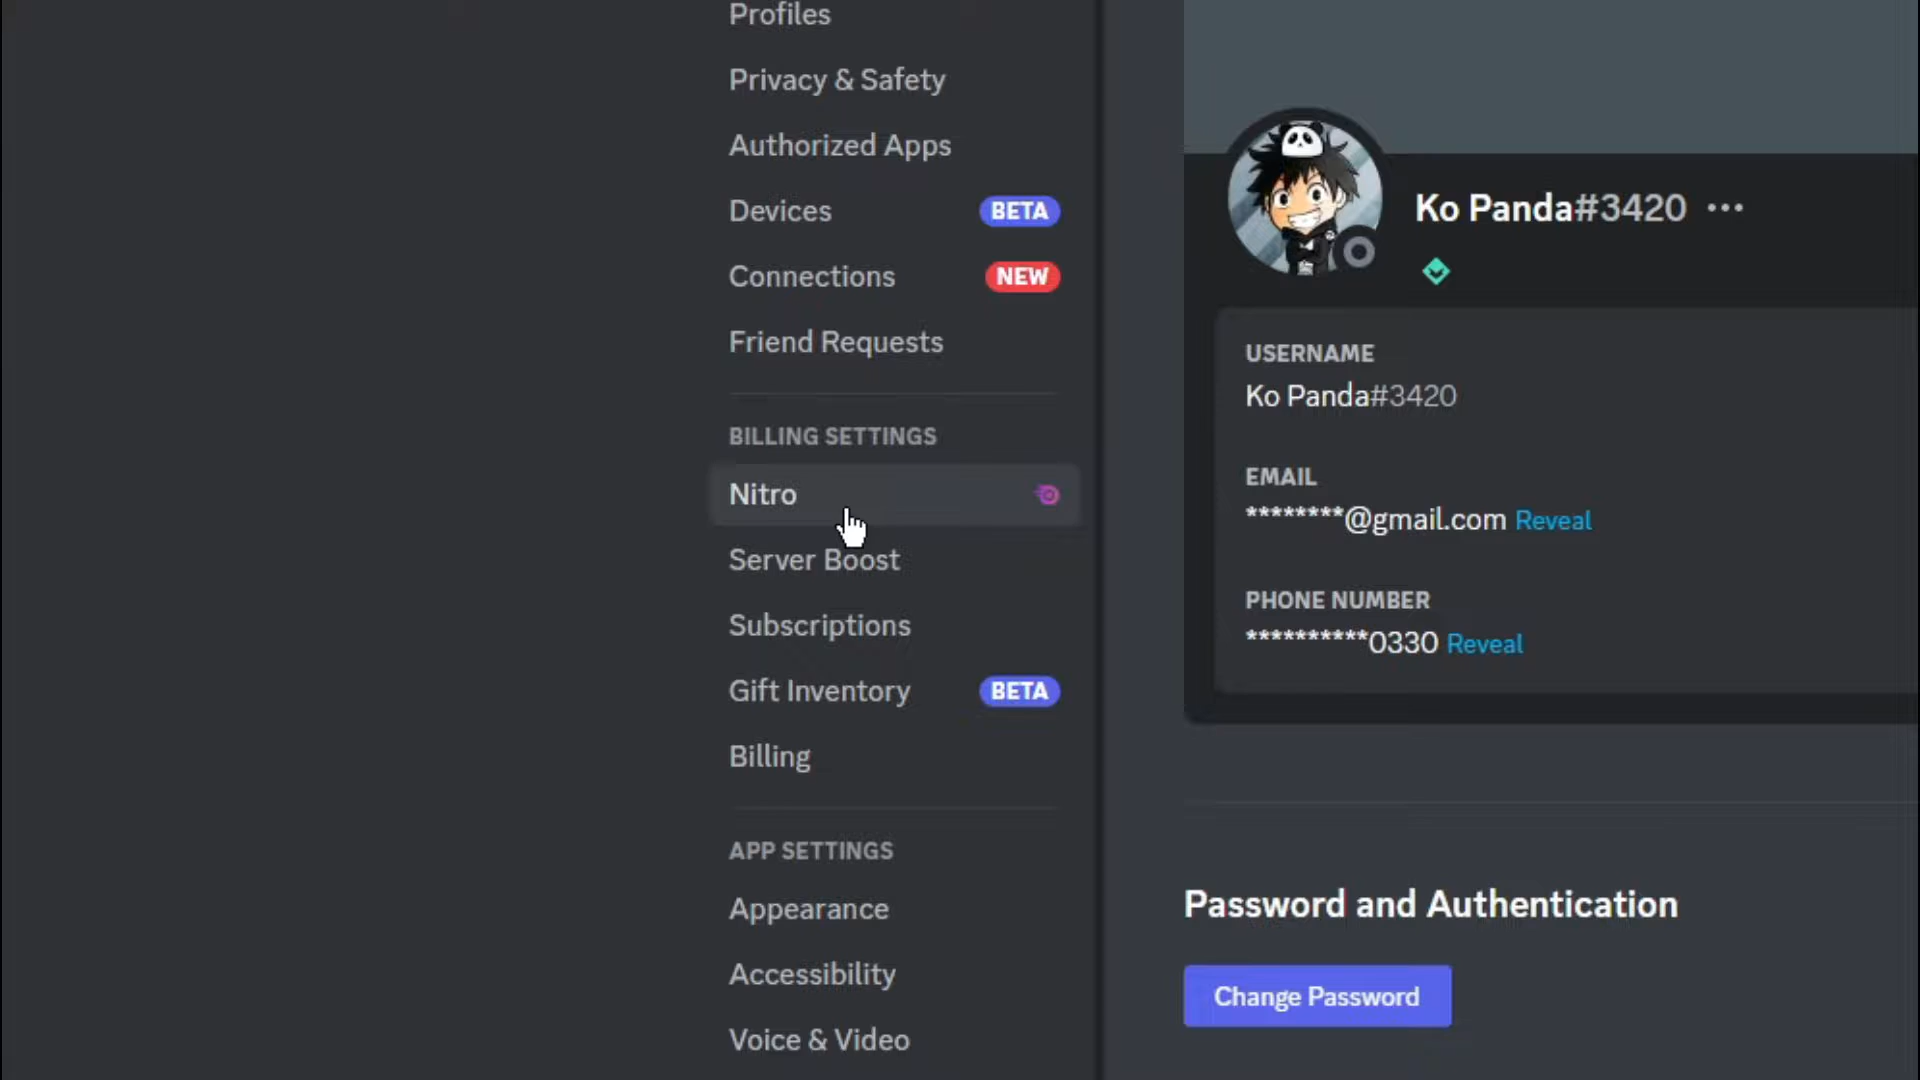 Profiles
Privacy & Safety
Authorized Apps
Devices BETA
Connections NEW
Friend Requests
BILLING SETTINGS
Nitro
Server Boost
Subscriptions
Gift Inventory BETA
Billing
APP SETTINGS
Appearance
Accessibility
Voice & Video
Ko Panda#3420
USERNAME
Ko Panda#3420
EMAIL
********@gmail.com Reveal
PHONE NUMBER
**********0330 Reveal
Password and Authentication
Change Password